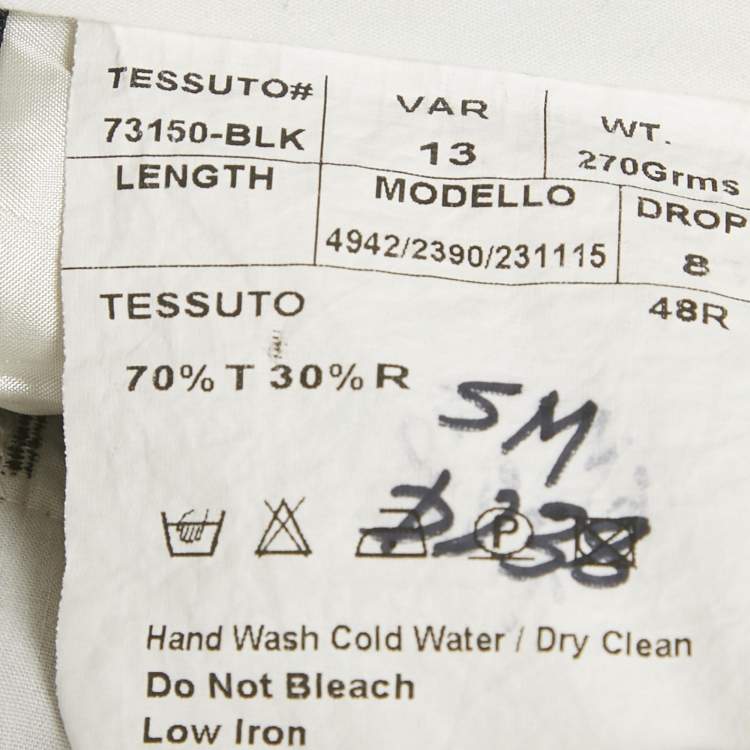 TESSUTO# VAR WT.
73150-BLK 13 270Grms
LENGTH MODELLO DROP
4942/2390/231115 8
TESSUTO 48R
70% T 30% R
SM
P
Hand Wash Cold Water / Dry Clean
Do Not Bleach
Low Iron